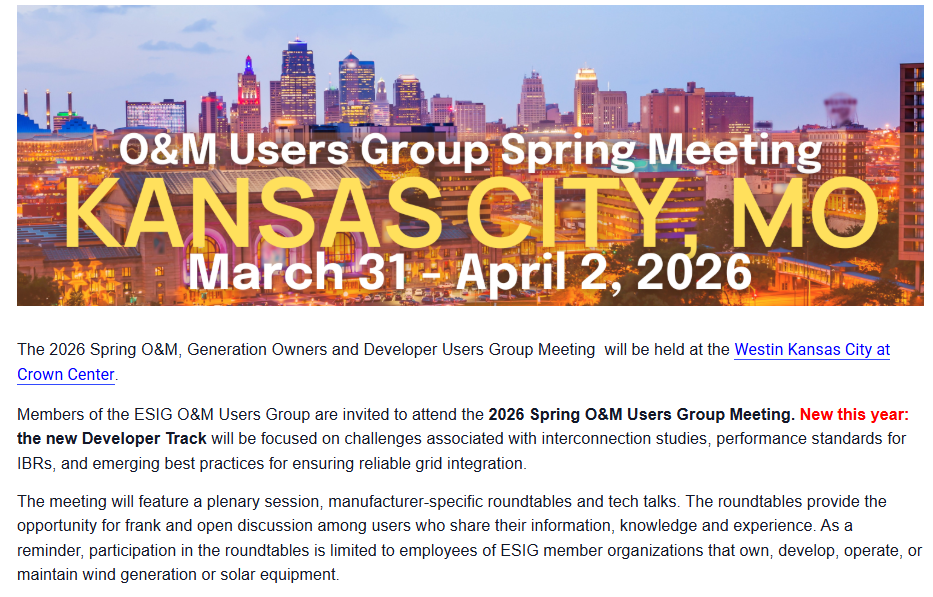 O&M Users Group Spring Meeting
KANSAS CITY, MO
March 31 - April 2, 2026
The 2026 Spring O&M, Generation Owners and Developer Users Group Meeting  will be held at the Westin Kansas City at
Crown Center.
Members of the ESIG O&M Users Group are invited to attend the 2026 Spring O&M Users Group Meeting. New this year:
the new Developer Track will be focused on challenges associated with interconnection studies, performance standards for
IBRs, and emerging best practices for ensuring reliable grid integration.
The meeting will feature a plenary session, manufacturer-specific roundtables and tech talks. The roundtables provide the
opportunity for frank and open discussion among users who share their information, knowledge and experience. As a
reminder, participation in the roundtables is limited to employees of ESIG member organizations that own, develop, operate, or
maintain wind generation or solar equipment.